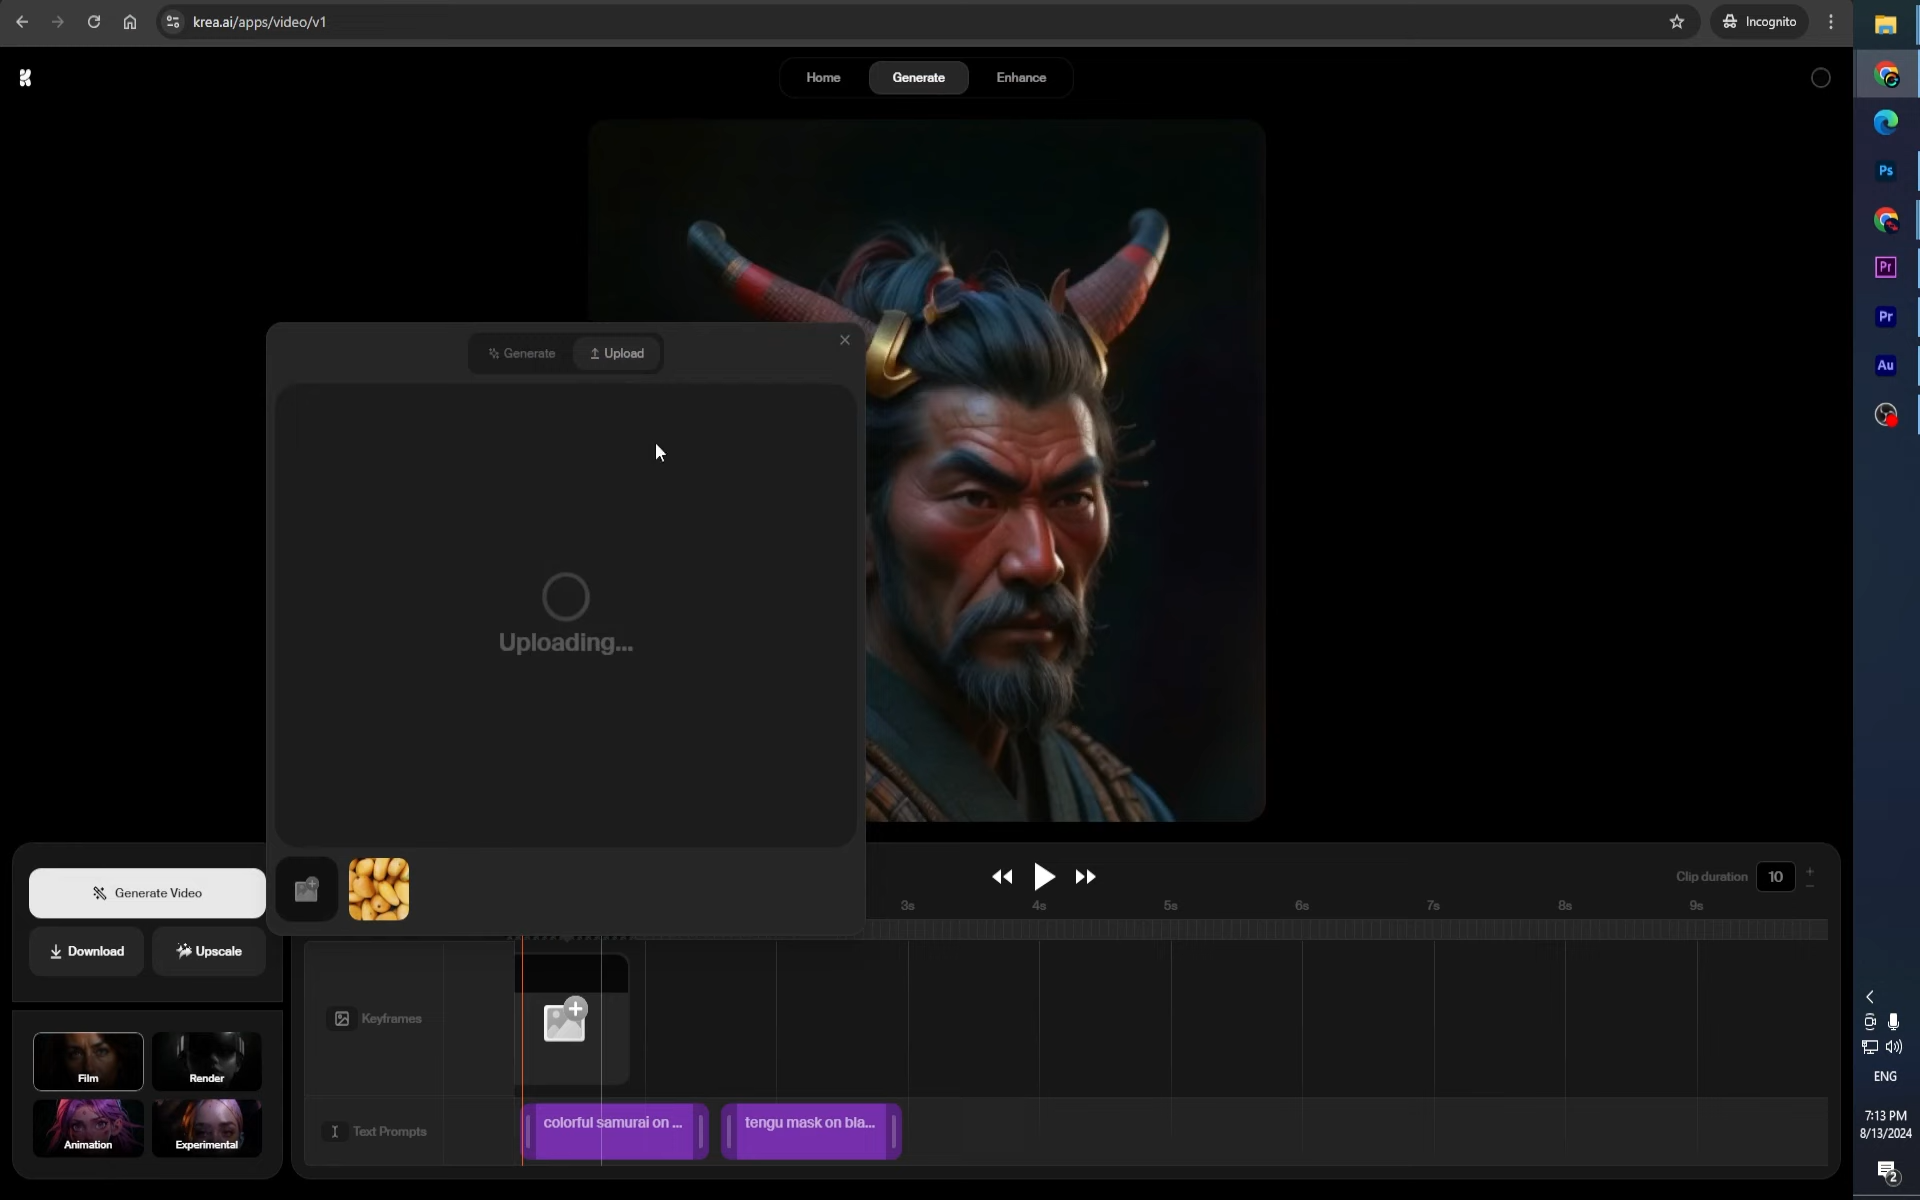 krea.ai/apps/video/v1
Incognito
Home
Generate
Enhance
Generate
Upload
Uploading...
Generate Video
Download
Upscale
Clip duration
10
3s
4s
5s
6s
7s
8s
9s
Keyframes
Text Prompts
colorful samurai on ...
tengu mask on bla...
Film
Render
Animation
Experimental
Ps
Pr
Pr
Au
ENG
7:13 PM
8/13/2024
2